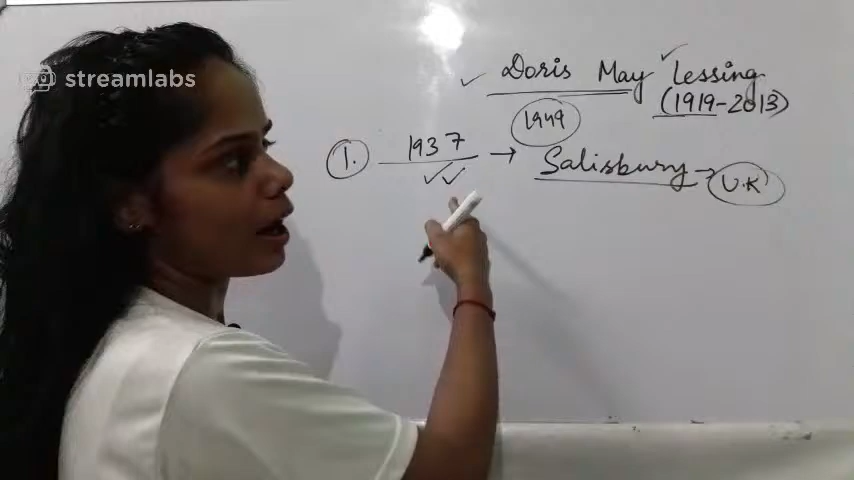 streamlabs
Doris May Lessing
(1919-2013)
1949
1. 1937 → Salisbury → U.K